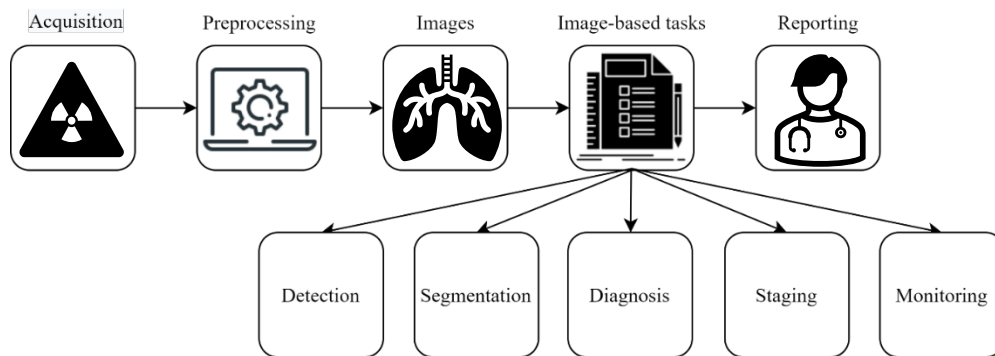 Acquisition
Preprocessing
Images
Image-based tasks
Reporting
Detection
Segmentation
Diagnosis
Staging
Monitoring